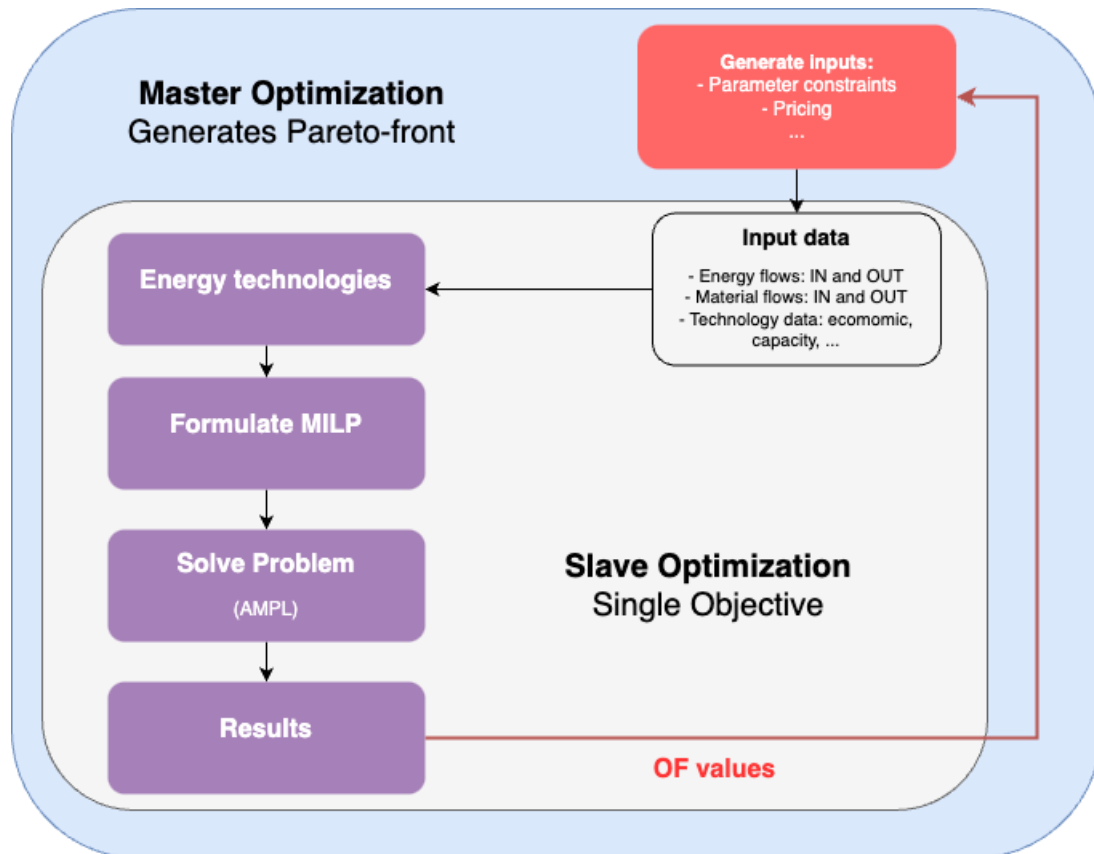 Master Optimization
Generates Pareto-front
Generate inputs:
- Parameter constraints
- Pricing
...
Input data
- Energy flows: IN and OUT
- Material flows: IN and OUT
- Technology data: ecomomic,
capacity, ...
Energy technologies
Formulate MILP
Solve Problem
(AMPL)
Slave Optimization
Single Objective
Results
OF values